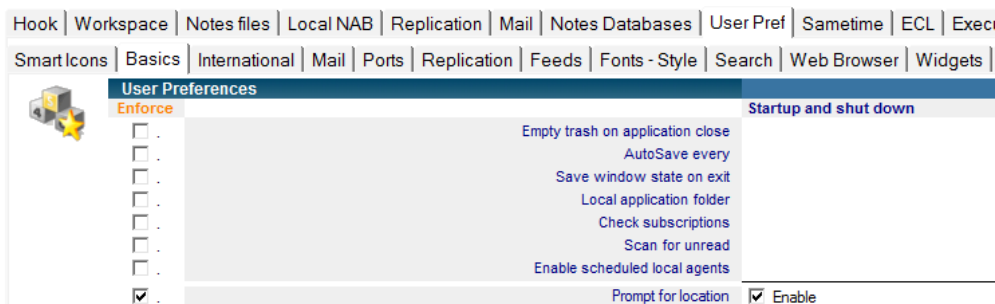 Hook | Workspace | Notes files | Local NAB | Replication | Mail | Notes Databases | User Pref | Sametime | ECL |
Smart Icons | Basics | International | Mail | Ports | Replication | Feeds | Fonts - Style | Search | Web Browser | Widgets |
User Preferences
Enforce Startup and shut down
. Empty trash on application close
. AutoSave every
. Save window state on exit
. Local application folder
. Check subscriptions
. Scan for unread
. Enable scheduled local agents
. Prompt for location Enable